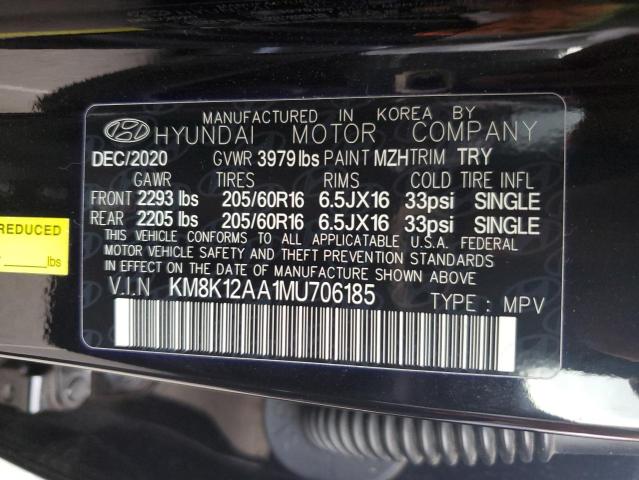 MANUFACTURED IN KOREA BY
HYUNDAI MOTOR COMPANY
DEC/2020 GVWR 3979 lbs PAINT MZH TRIM TRY
GAWR TIRES RIMS COLD TIRE INFL
FRONT 2293 lbs 205/60R16 6.5JX16 33psi SINGLE
REAR 2205 lbs 205/60R16 6.5JX16 33psi SINGLE
THIS VEHICLE CONFORMS TO ALL APPLICATABLE U.S.A. FEDERAL
MOTOR VEHICLE SAFETY AND THEFT PREVENTION STANDARDS
IN EFFECT ON THE DATE OF MANUFACTURE SHOWN ABOVE.
V.I.N KM8K12AA1MU706185
TYPE : MPV
REDUCED
_____lbs